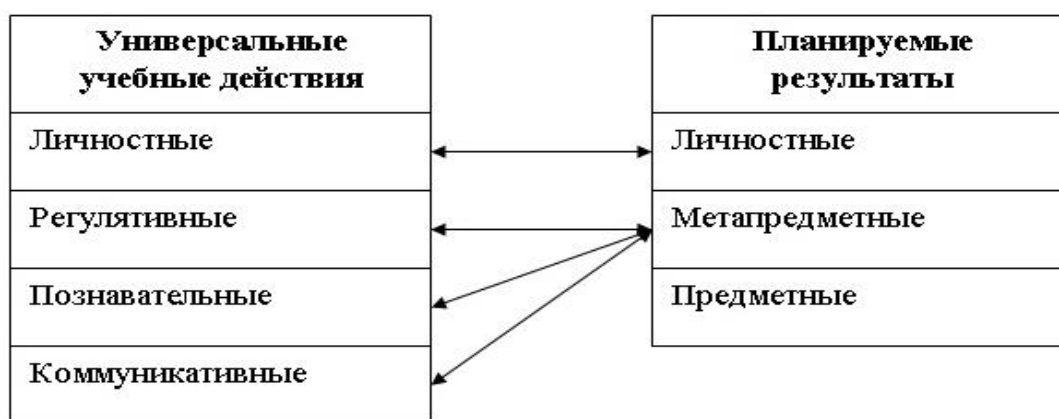 Универсальные
учебные действия
Личностные
Регулятивные
Познавательные
Коммуникативные
Планируемые
результаты
Личностные
Метапредметные
Предметные